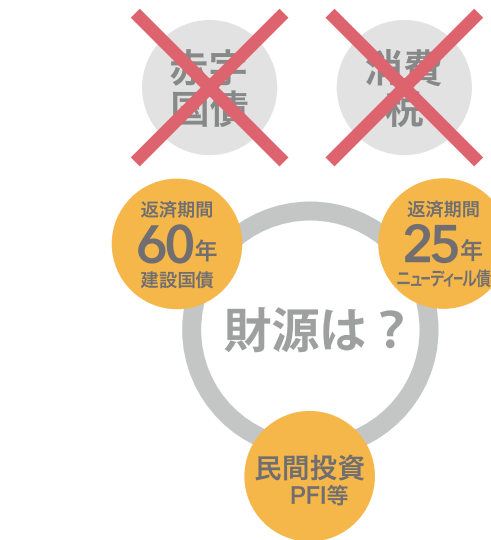 赤字
国債
消費
税
返済期間
60年
建設国債
返済期間
25年
ニューディール債
財源は？
民間投資
PFI等